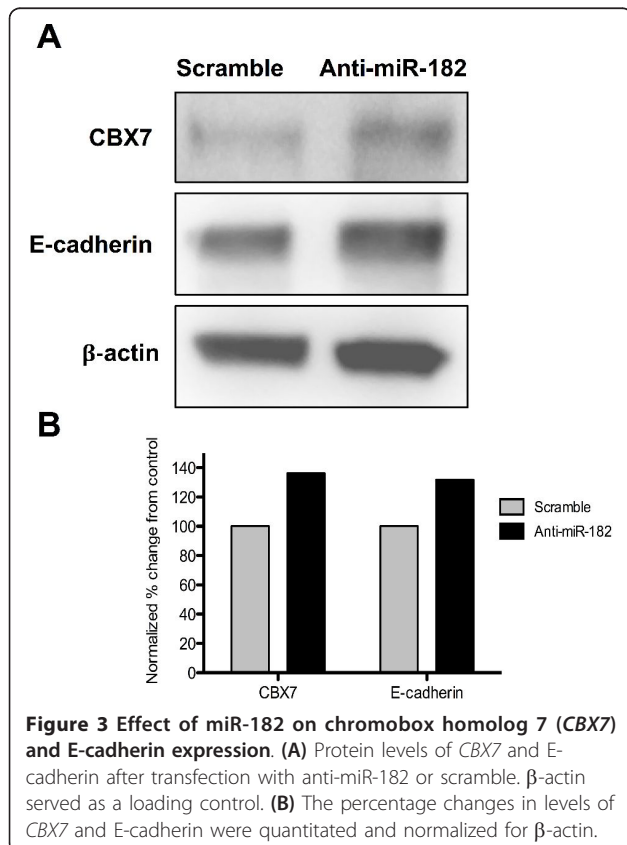 A
Scramble Anti-miR-182
CBX7
E-cadherin
β-actin
B
Normalized % change from control
140
120
100
80
60
40
20
0
CBX7 E-cadherin
Scramble
Anti-miR-182
Figure 3 Effect of miR-182 on chromobox homolog 7 (CBX7)
and E-cadherin expression. (A) Protein levels of CBX7 and E-
cadherin after transfection with anti-miR-182 or scramble. β-actin
served as a loading control. (B) The percentage changes in levels of
CBX7 and E-cadherin were quantitated and normalized for β-actin.